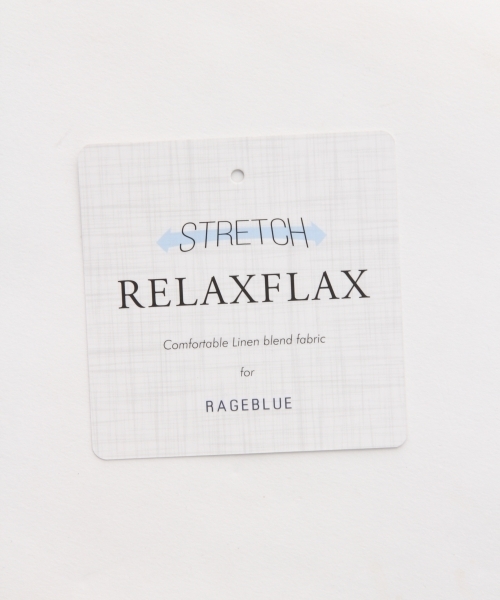 STRETCH
RELAXFLAX
Comfortable Linen blend fabric
for
RAGEBLUE